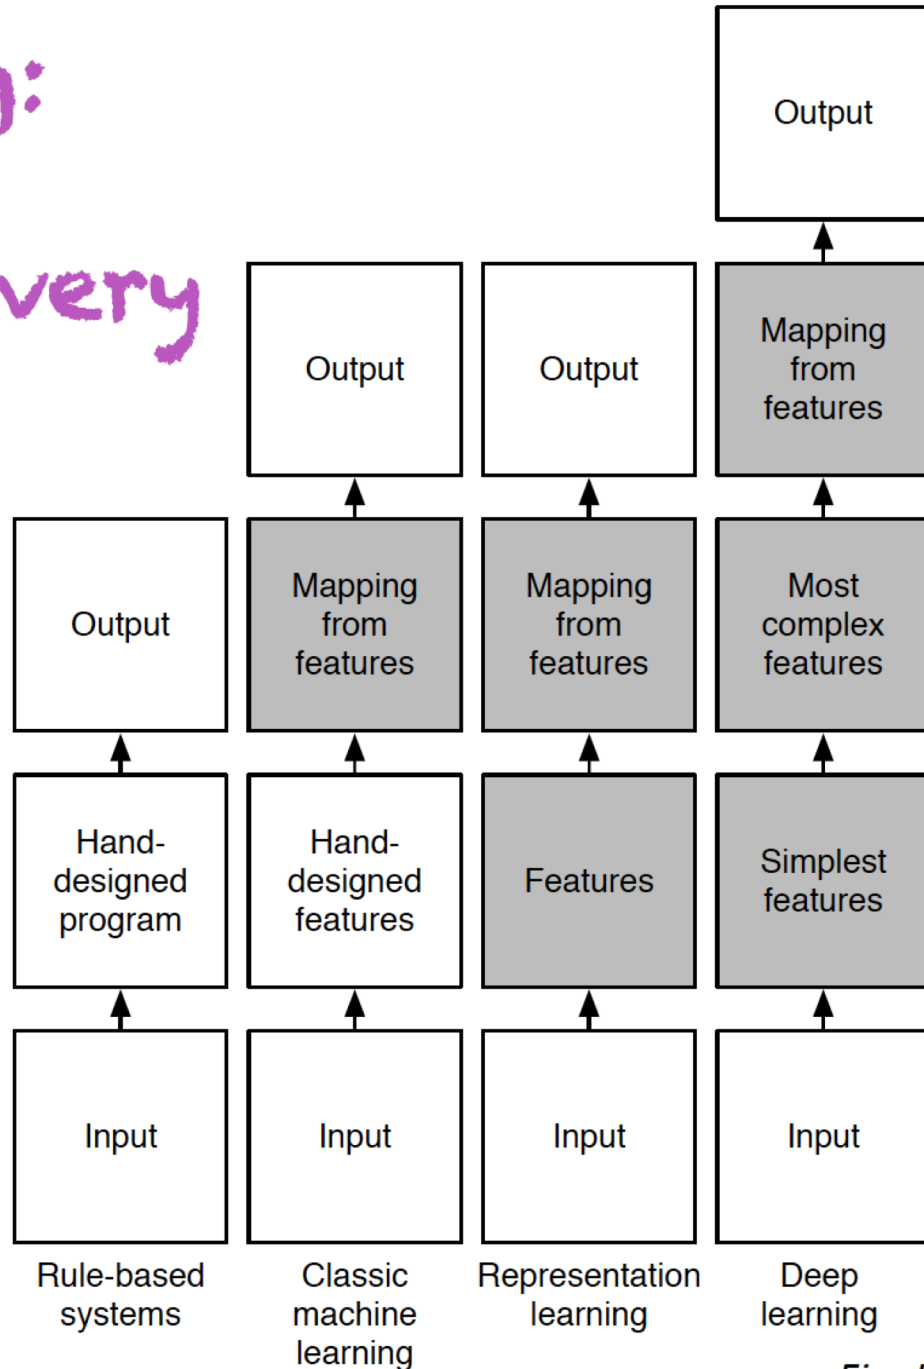 :
very
Output
Output
Output
Mapping
from
features
Output
Mapping
from
features
Mapping
from
features
Most
complex
features
Hand-
designed
program
Hand-
designed
features
Features
Simplest
features
Input
Input
Input
Input
Rule-based
systems
Classic
machine
learning
Representation
learning
Deep
learning